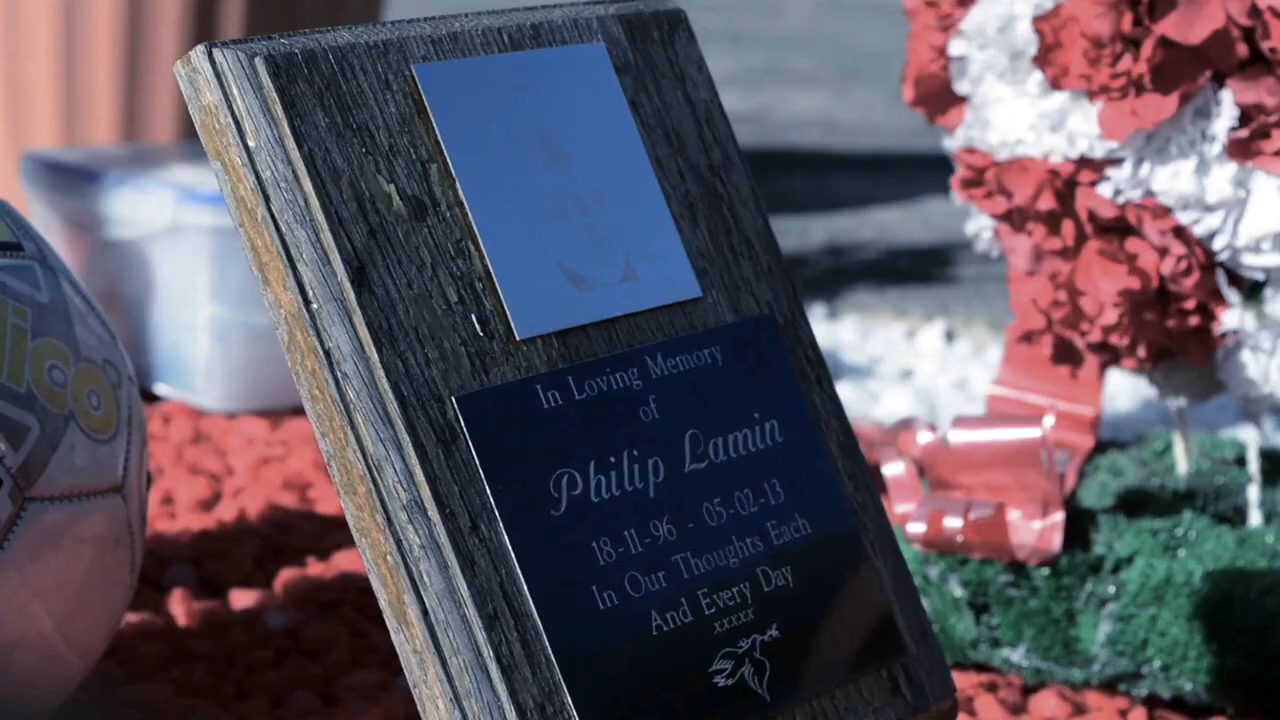 In Loving Memory
of
Philip Lamin
18-11-96 - 05-02-13
In Our Thoughts Each
And Every Day
xxxxx